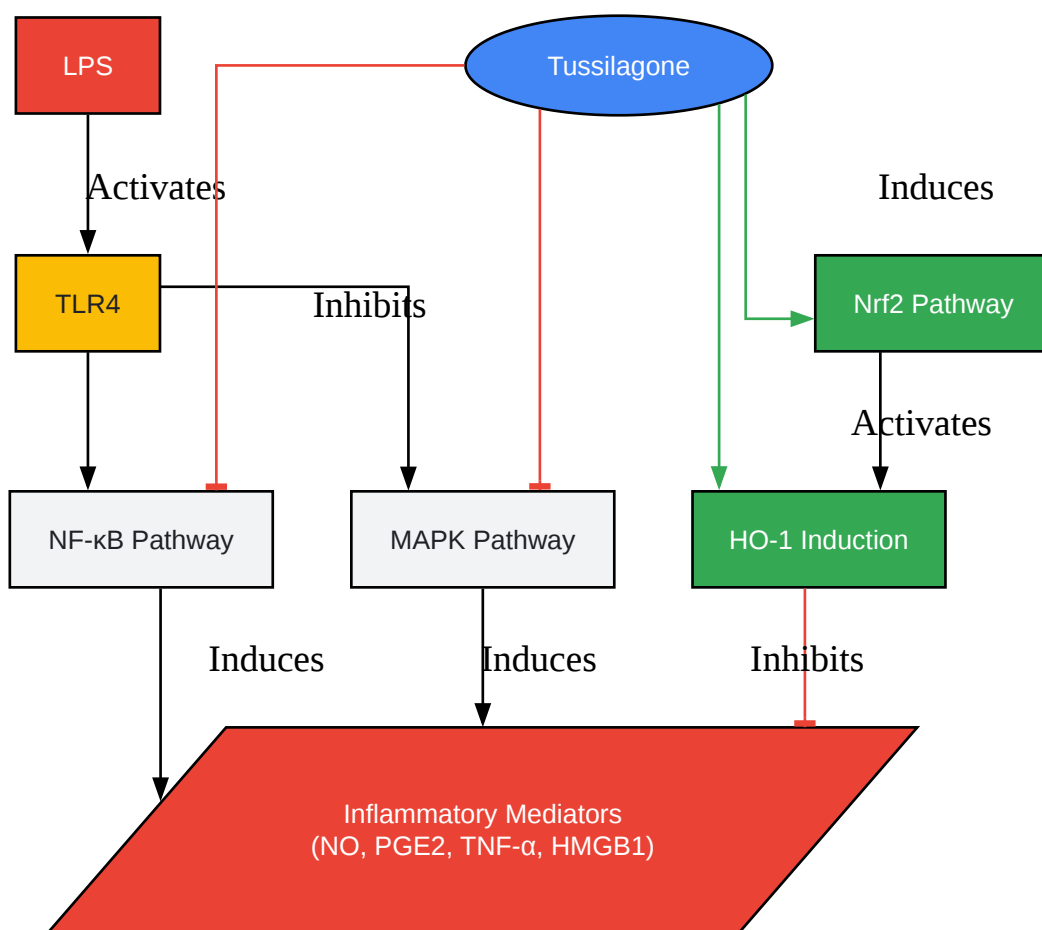 LPS
Tussilagone
Activates
Induces
TLR4
Inhibits
Nrf2 Pathway
Activates
NF-κB Pathway
MAPK Pathway
HO-1 Induction
Induces
Induces
Inhibits
Inflammatory Mediators
(NO, PGE2, TNF-α, HMGB1)